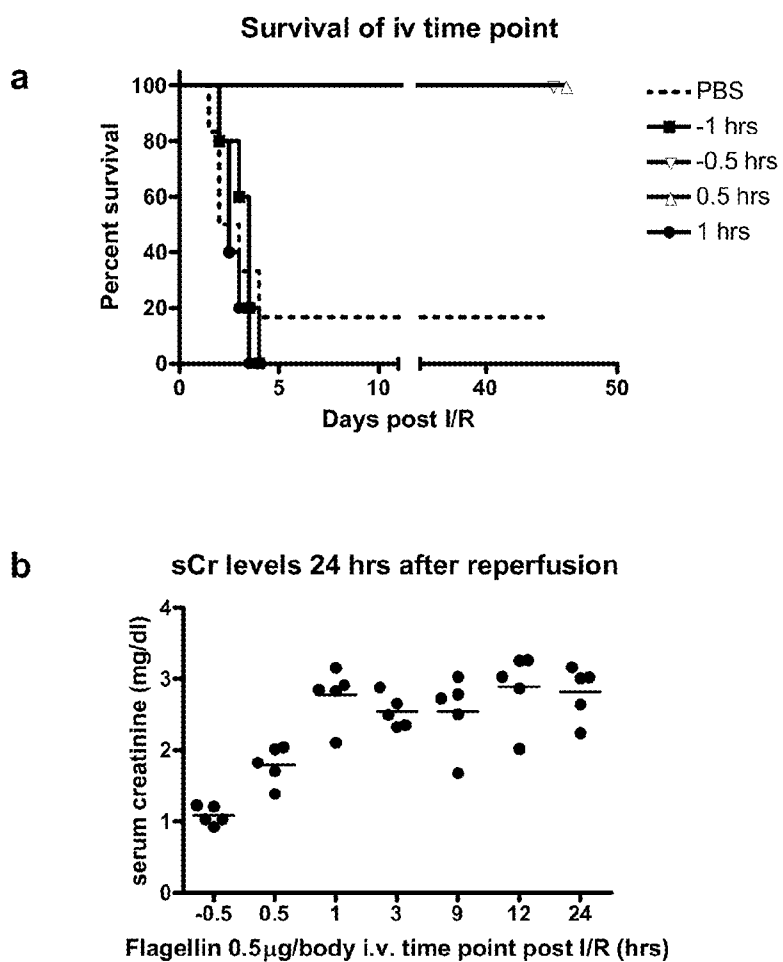 Survival of iv time point
a
100
80
60
40
20
0
Percent survival
0 5 10 40 50
Days post I/R
PBS
-1 hrs
-0.5 hrs
0.5 hrs
1 hrs
b
sCr levels 24 hrs after reperfusion
4
3
2
1
0
serum creatinine (mg/dl)
-0.5 0.5 1 3 9 12 24
Flagellin 0.5µg/body i.v. time point post I/R (hrs)